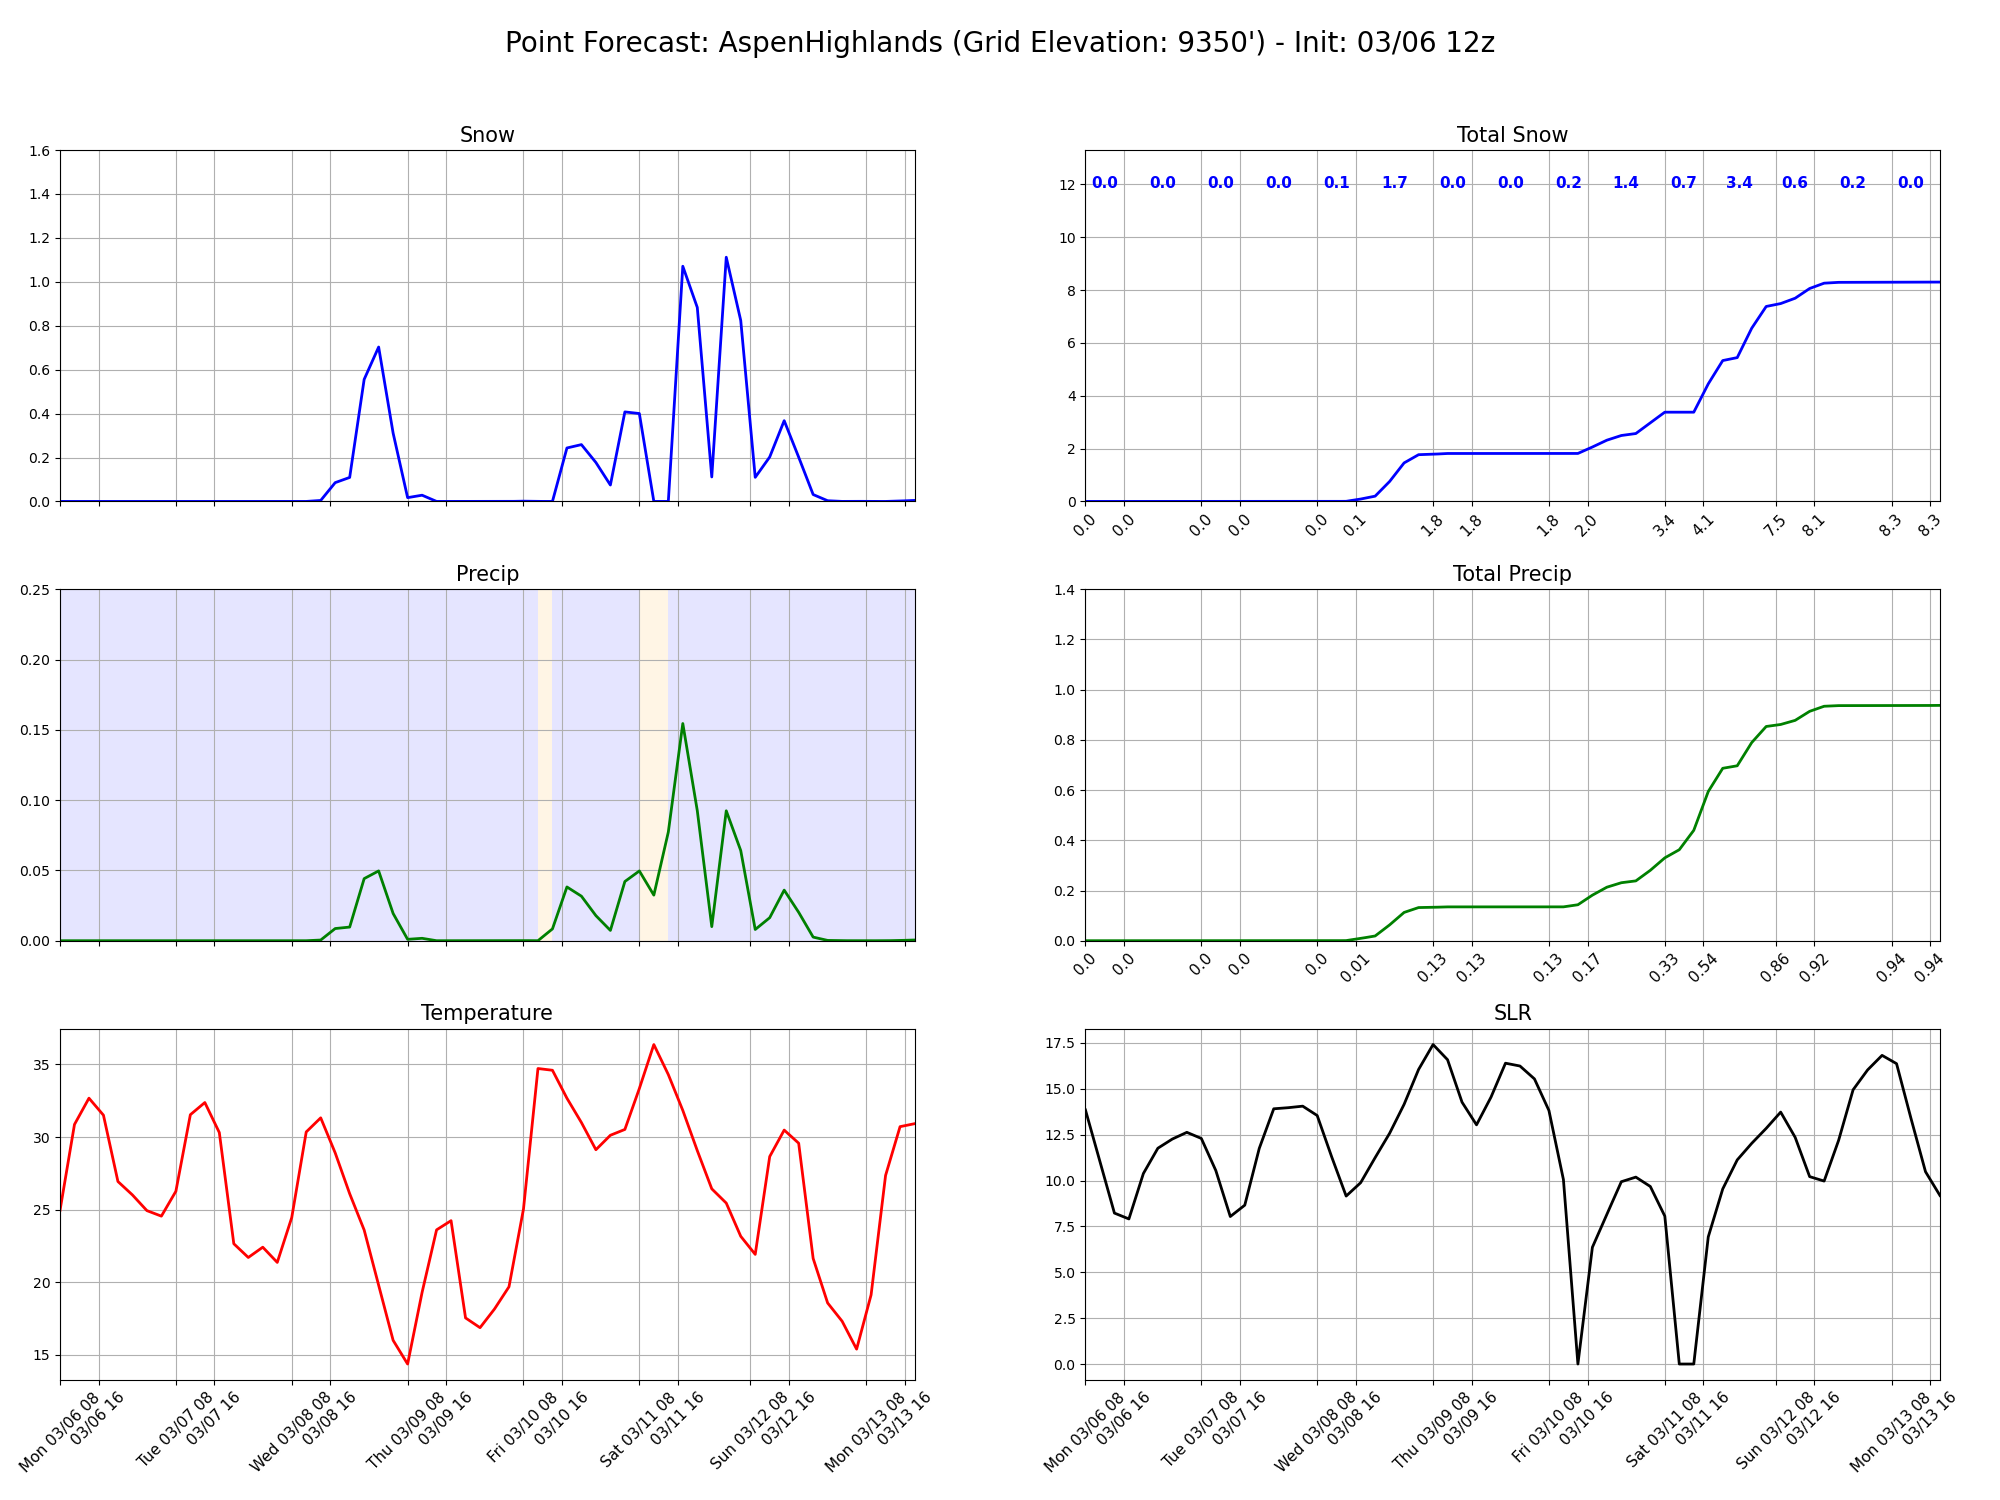 Point Forecast: AspenHighlands (Grid Elevation: 9350') - Init: 03/06 12z
Snow
1.6
1.4
1.2
1.0
0.8
0.6
0.4
0.2
0.0
Total Snow
0.0 0.0 0.0 0.0 0.1 1.7 0.0 0.0 0.2 1.4 0.7 3.4 0.6 0.2 0.0
12
10
8
6
4
2
0
0.0 0.0 0.0 0.0 0.0 0.1 1.8 1.8 1.8 2.0 3.4 4.1 7.5 8.1 8.3 8.3
Precip
0.25
0.20
0.15
0.10
0.05
0.00
Total Precip
1.4
1.2
1.0
0.8
0.6
0.4
0.2
0.0
0.0 0.0 0.0 0.0 0.0 0.01 0.13 0.13 0.13 0.17 0.33 0.54 0.86 0.92 0.94 0.94
Temperature
35
30
25
20
15
Mon 03/06 08
03/06 16
Tue 03/07 08
03/07 16
Wed 03/08 08
03/08 16
Thu 03/09 08
03/09 16
Fri 03/10 08
03/10 16
Sat 03/11 08
03/11 16
Sun 03/12 08
03/12 16
Mon 03/13 08
03/13 16
SLR
17.5
15.0
12.5
10.0
7.5
5.0
2.5
0.0
Mon 03/06 08
03/06 16
Tue 03/07 08
03/07 16
Wed 03/08 08
03/08 16
Thu 03/09 08
03/09 16
Fri 03/10 08
03/10 16
Sat 03/11 08
03/11 16
Sun 03/12 08
03/12 16
Mon 03/13 08
03/13 16